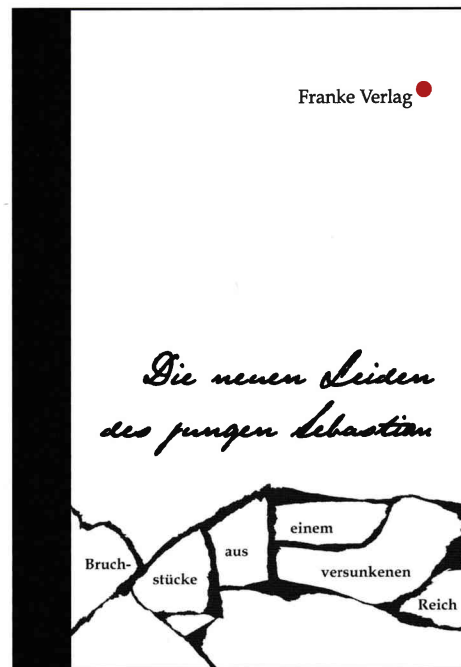 Franke Verlag
Die neuen Leiden
des jungen Sebastian
Bruch-
stücke
aus
einem
versunkenen
Reich